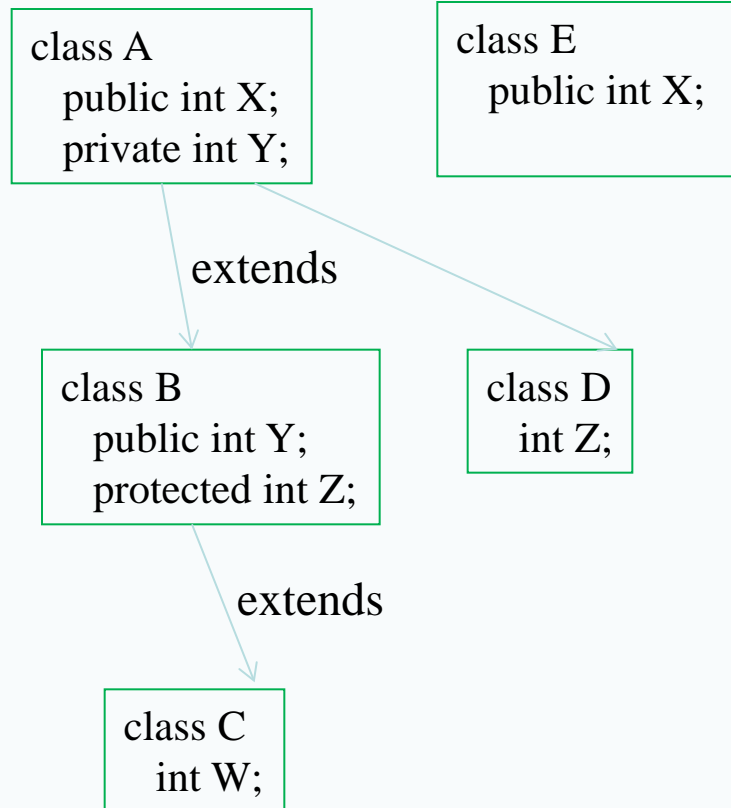 class A
public int X;
private int Y;
class E
public int X;
extends
class B
public int Y;
protected int Z;
class D
int Z;
extends
class C
int W;